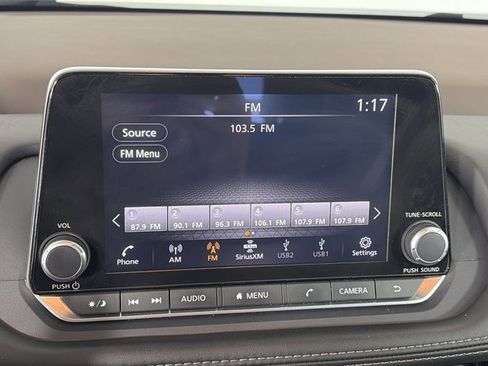 FM 1:17
Source 103.5 FM
FM Menu
1 2 3 4 5 6
87.9 FM 90.1 FM 96.3 FM 106.1 FM 107.9 FM 107.9 FM
VOL TUNE·SCROLL
Phone AM FM SiriusXM USB2 USB1 Settings
PUSH PUSH SOUND
AUDIO MENU CAMERA